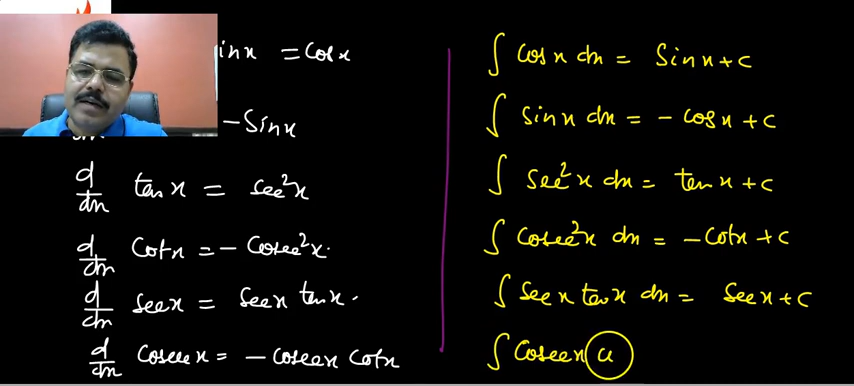 inx = Cosx
- Sinx
d/dx tanx = Sec²x
d/dx Cotx = - Cosec²x.
d/dx Secx = Secx tanx.
d/dx Cosecx = - Cosecx Cotx
∫ Cosx dx = Sinx + C
∫ Sinx dx = - Cosx + C
∫ Sec²x dx = tanx + C
∫ Cosec²x dx = - Cotx + C
∫ Secx tanx dx = Secx + C
∫ Cosecx